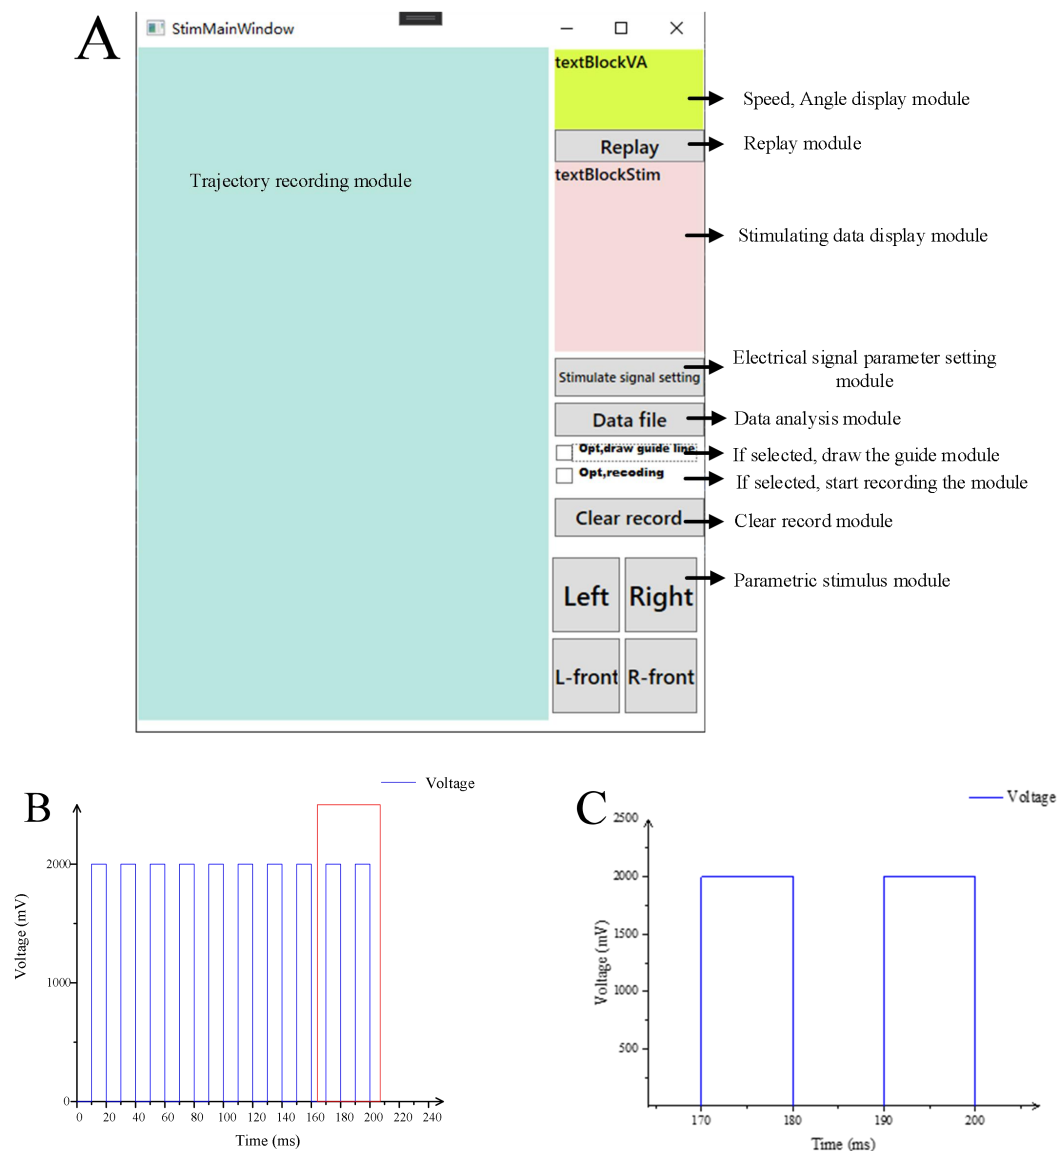 A
StimMainWindow
textBlockVA
Speed, Angle display module
Replay
Replay module
textBlockStim
Trajectory recording module
Stimulating data display module
Stimulate signal setting
Electrical signal parameter setting
module
Data file
Data analysis module
Opt,draw guide line
If selected, draw the guide module
Opt,recoding
If selected, start recording the module
Clear record
Clear record module
Left
Right
Parametric stimulus module
L-front
R-front
B
Voltage
2000
1000
0
Voltage (mV)
0 20 40 60 80 100 120 140 160 180 200 220 240
Time (ms)
C
Voltage
2500
2000
1500
1000
500
Voltage (mV)
170 180 190 200
Time (ms)